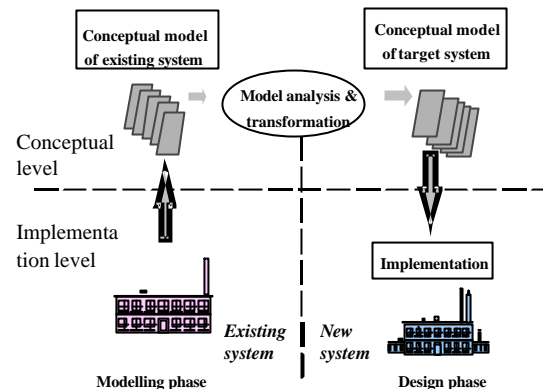 Conceptual model
of existing system
Conceptual model
of target system
Model analysis &
transformation
Conceptual
level
Implementa
tion level
Implementation
Existing
system
New
system
Modelling phase
Design phase